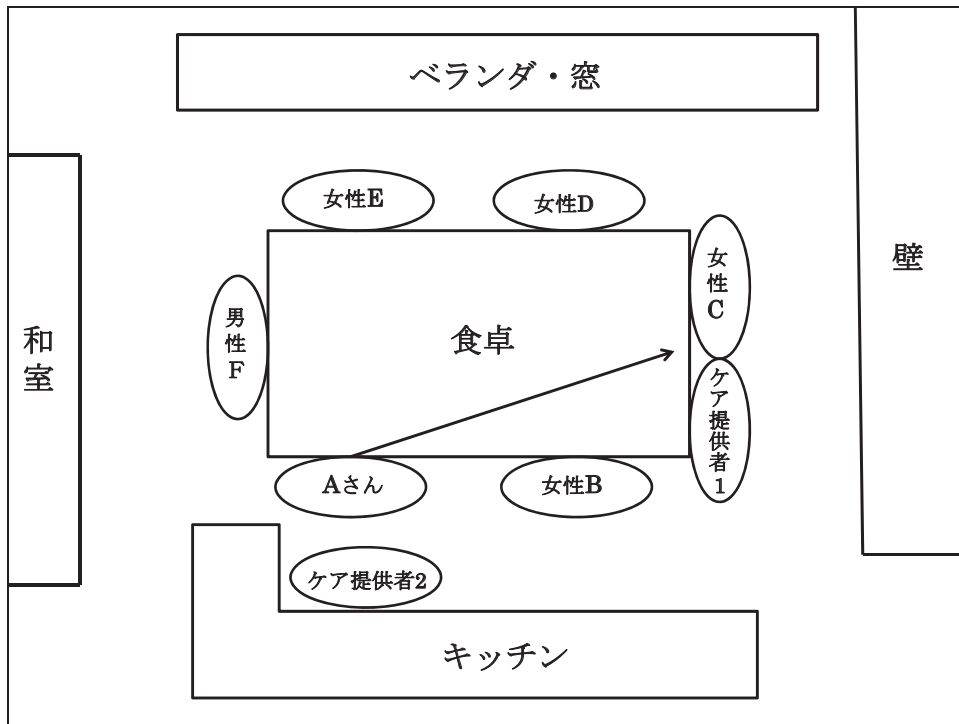 ベランダ・窓
女性E
女性D
女性C
壁
和室
男性F
食卓
ケア提供者1
Aさん
女性B
ケア提供者2
キッチン